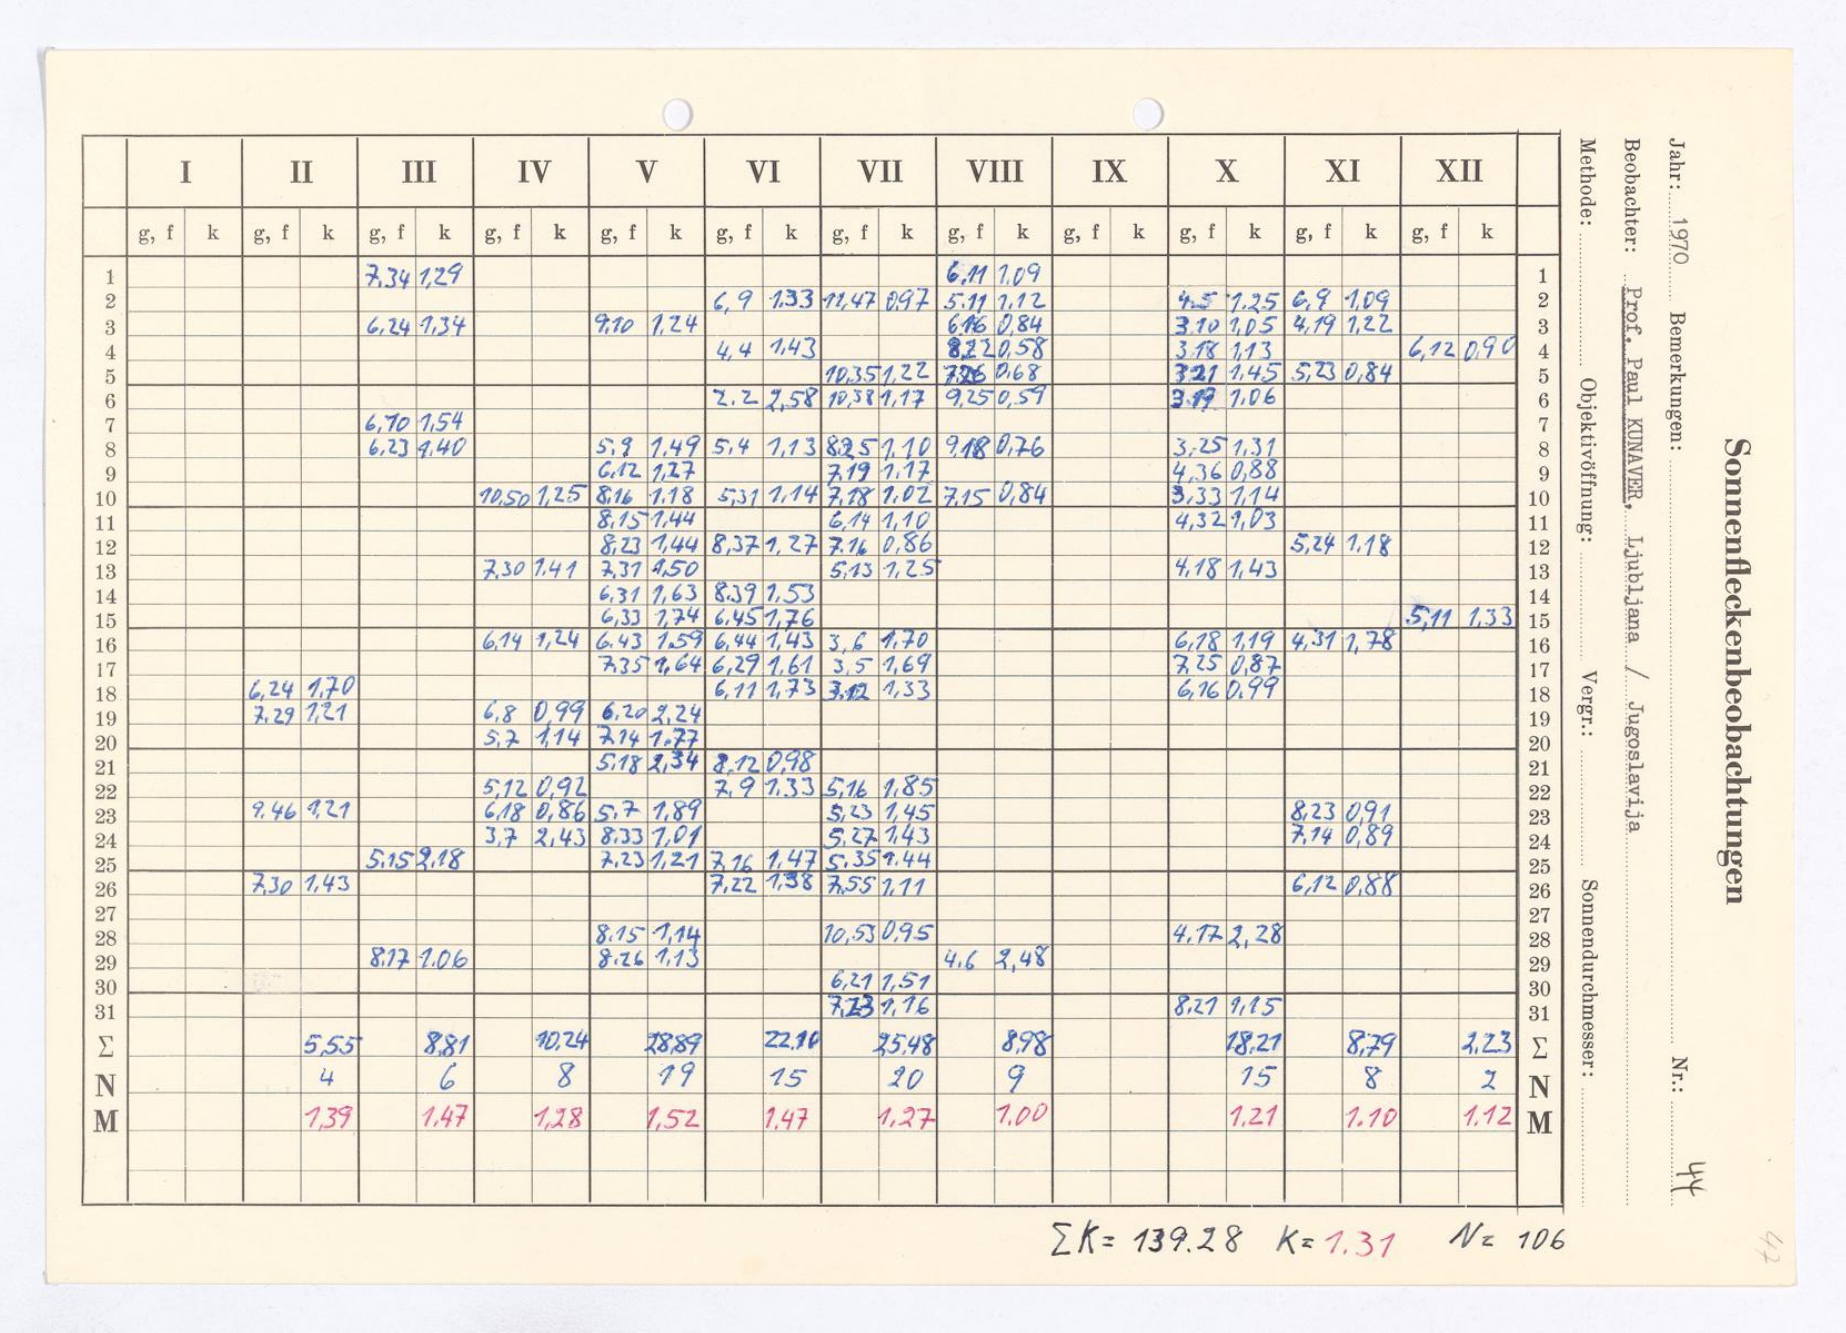 I II III IV V VI VII VIII IX X XI XII
g, f k g, f k g, f k g, f k g, f k g, f k g, f k g, f k g, f k g, f k g, f k g, f k
1 7,34 1,29 6,11 1,09 1
2 6,9 1.33 11,47 0,97 5.11 1,12 4.5 1,25 6,9 1,09 2
3 6,24 1,34 9,10 1,24 6,16 0,84 3.10 1,05 4,19 1,22 3
4 4,4 1,43 8,22 0,58 3.18 1,13 6,12 0,90 4
5 10,35 1,22 7,26 0,68 3,21 1,45 5,23 0,84 5
6 2.2 2,58 10,38 1,17 9,25 0,59 3.19 1,06 6
7 6,10 1,54 7
8 6,23 1,40 5,9 1,49 5,4 1,13 8,25 1,10 9,18 0,76 3,25 1,31 8
9 6,12 1,27 7,19 1,17 4,36 0,88 9
10 10,50 1,25 8,16 1,18 5,31 1,14 7,18 1,02 7,15 0,84 3,33 1,14 10
11 8,15 1,44 6,14 1,10 4,32 1,03 11
12 8,23 1,44 8,37 1,27 7.16 0,86 5,24 1,18 12
13 7,30 1.41 7,31 1,50 5,13 1,25 4,18 1,43 13
14 6,31 1,63 8.39 1,53 14
15 6,33 1,74 6.45 1,76 5,11 1,33 15
16 6,14 1,24 6.43 1.59 6,44 1,43 3,6 1,70 6,18 1,19 4,31 1,78 16
17 7,35 1,64 6,29 1,61 3,5 1,69 7,25 0,87 17
18 6,24 1,70 6,11 1,73 3,12 1,33 6,16 0,99 18
19 7,29 1,21 6,8 0,99 6,20 2,24 19
20 5,7 1,14 7,14 1,77 20
21 5,18 2,34 8,12 0,98 21
22 5,12 0,92 7,9 1.33 5,16 1,85 22
23 9,46 1,21 6,18 0,86 5,7 1,89 5,23 1,45 8,23 0,91 23
24 3,7 2,43 8.33 1,01 5,27 1,43 7,14 0,89 24
25 5.15 2,18 7,23 1,21 7,16 1,47 5.35 1.44 25
26 7,30 1,43 7,22 1,38 7,55 1,11 6,12 0,88 26
27 27
28 8.15 1,14 10,53 0,95 4.17 2,28 28
29 8,17 1.06 8.26 1,13 4.6 2,48 29
30 6,21 1,51 30
31 7,23 1,16 8,21 1,15 31
Σ 5,55 8,81 10,24 28,89 22,10 25,48 8,98 18,21 8,79 2,23 Σ
N 4 6 8 19 15 20 9 15 8 2 N
M 1,39 1.47 1,28 1,52 1.47 1,27 1.00 1.21 1.10 1.12 M
ΣK= 139.28 K= 1.31 N= 106
Sonnenfleckenbeobachtungen
Jahr: 1970 Bemerkungen: Nr.: 44
Beobachter: Prof. Paul KUNAVER, Ljubljana / Jugoslavija
Methode: Objektivöffnung: Vergr.: Sonnendurchmesser:
42